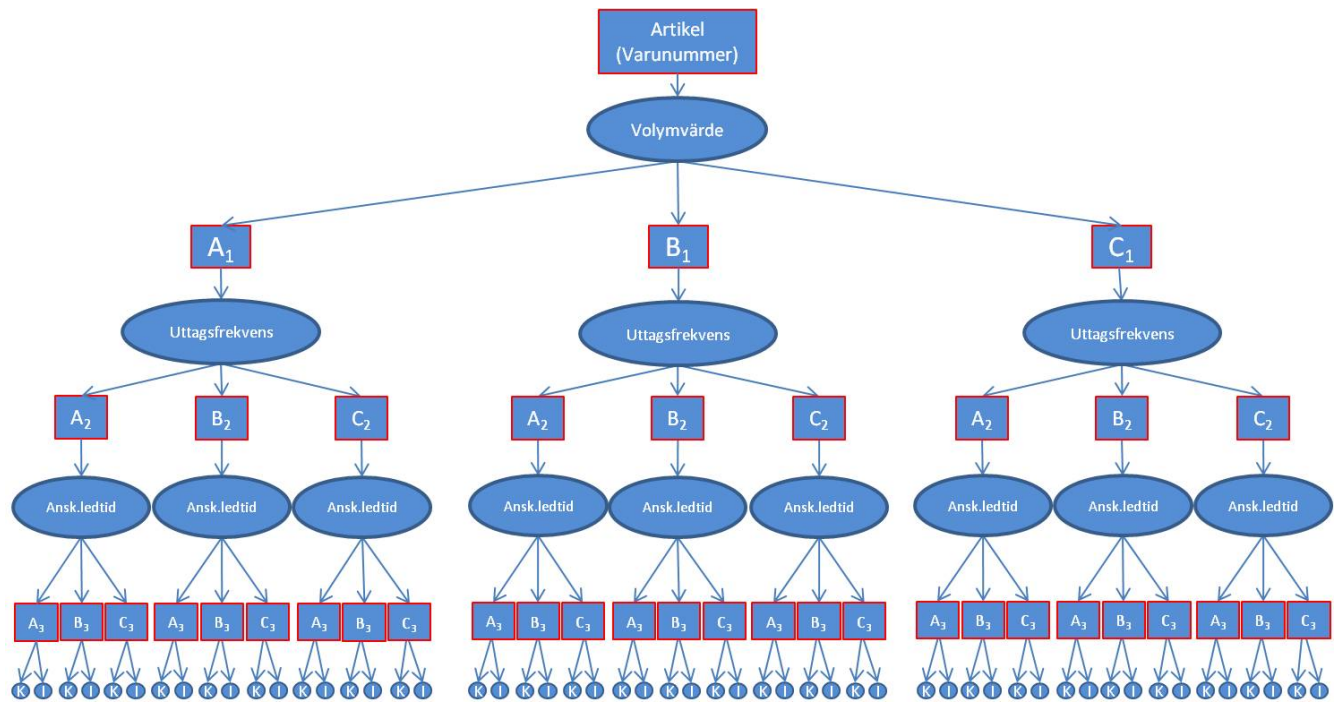 Artikel
(Varunummer)
Volymvärde
A₁ B₁ C₁
Uttagsfrekvens Uttagsfrekvens Uttagsfrekvens
A₂ B₂ C₂ A₂ B₂ C₂ A₂ B₂ C₂
Ansk.ledtid Ansk.ledtid Ansk.ledtid Ansk.ledtid Ansk.ledtid Ansk.ledtid Ansk.ledtid Ansk.ledtid Ansk.ledtid
A₃ B₃ C₃ A₃ B₃ C₃ A₃ B₃ C₃ A₃ B₃ C₃ A₃ B₃ C₃ A₃ B₃ C₃ A₃ B₃ C₃ A₃ B₃ C₃ A₃ B₃ C₃
K I K I K I K I K I K I K I K I K I K I K I K I K I K I K I K I K I K I K I K I K I K I K I K I K I K I K I